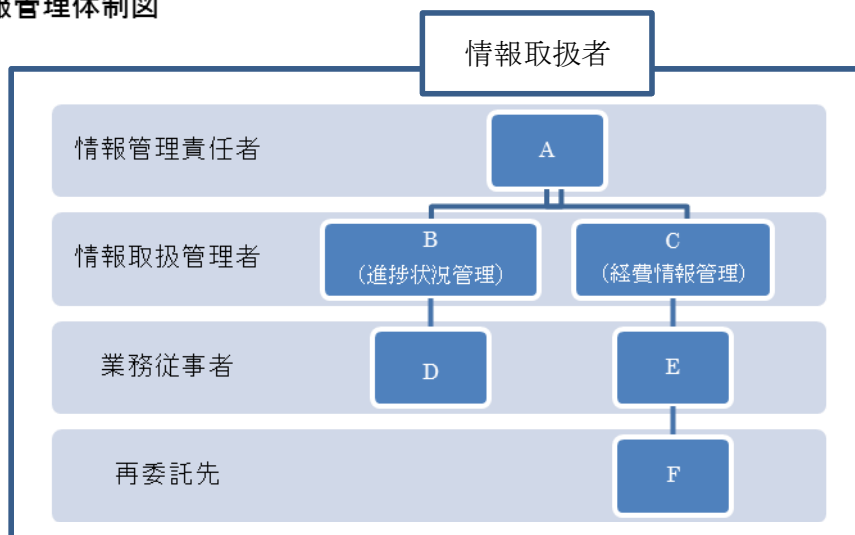 報管理体制図
情報取扱者
情報管理責任者
A
情報取扱管理者
B
（進捗状況管理）
C
（経費情報管理）
業務従事者
D
E
再委託先
F